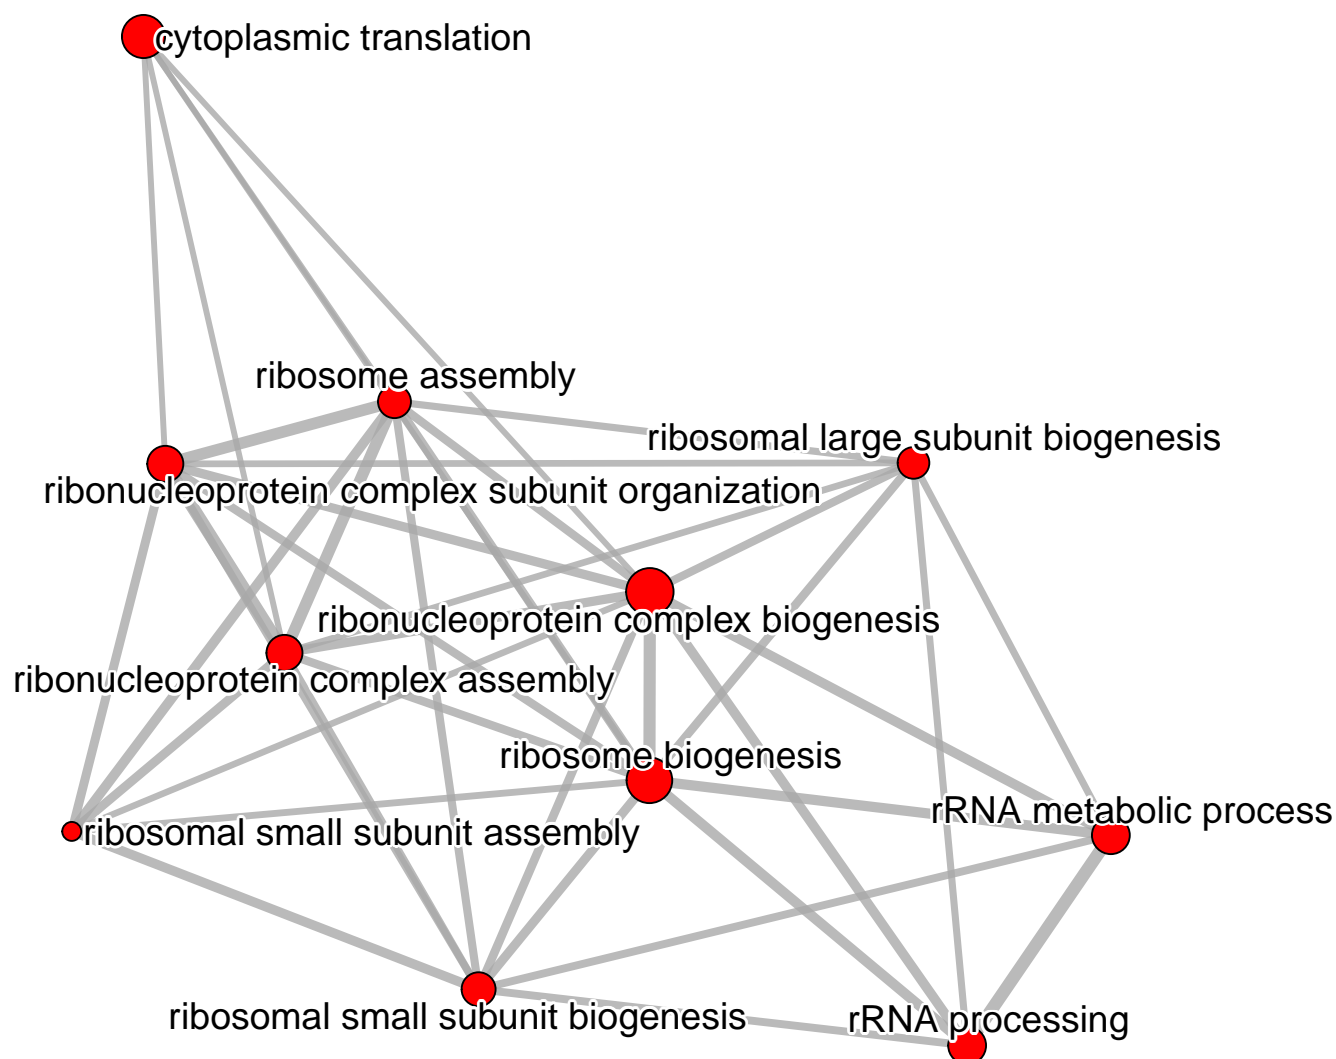 cytoplasmic translation
ribosome assembly
ribosomal large subunit biogenesis
ribonucleoprotein complex subunit organization
ribonucleoprotein complex biogenesis
ribonucleoprotein complex assembly
ribosome biogenesis
rRNA metabolic process
ribosomal small subunit assembly
ribosomal small subunit biogenesis
rRNA processing